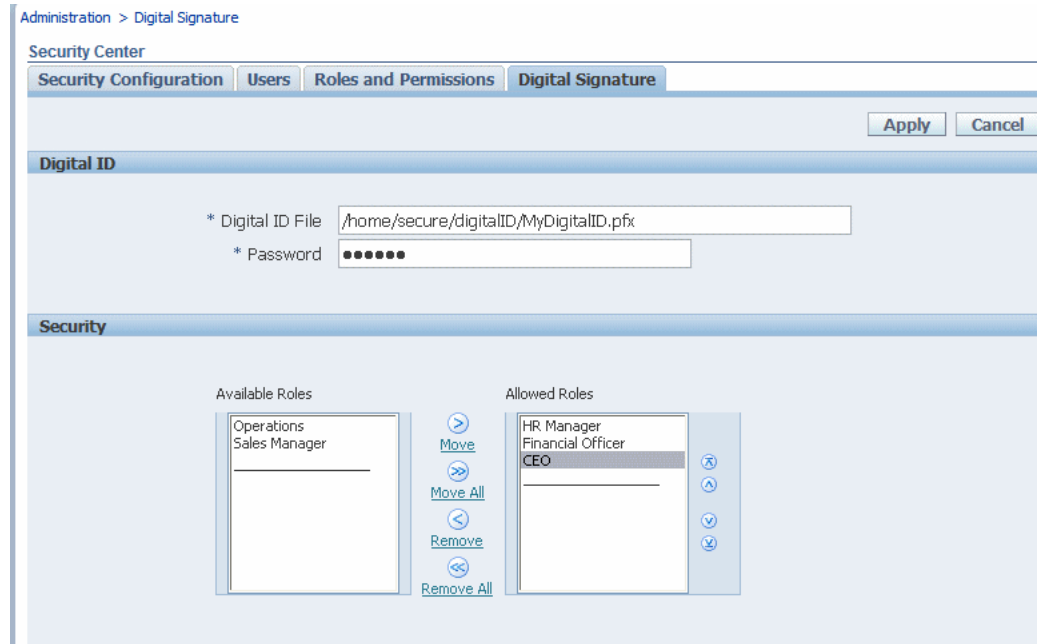 Administration > Digital Signature
Security Center
Security Configuration Users Roles and Permissions Digital Signature
Apply Cancel
Digital ID
* Digital ID File /home/secure/digitalID/MyDigitalID.pfx
* Password ●●●●●●
Security
Available Roles Allowed Roles
Operations
Sales Manager
Move
Move All
Remove
Remove All
HR Manager
Financial Officer
CEO